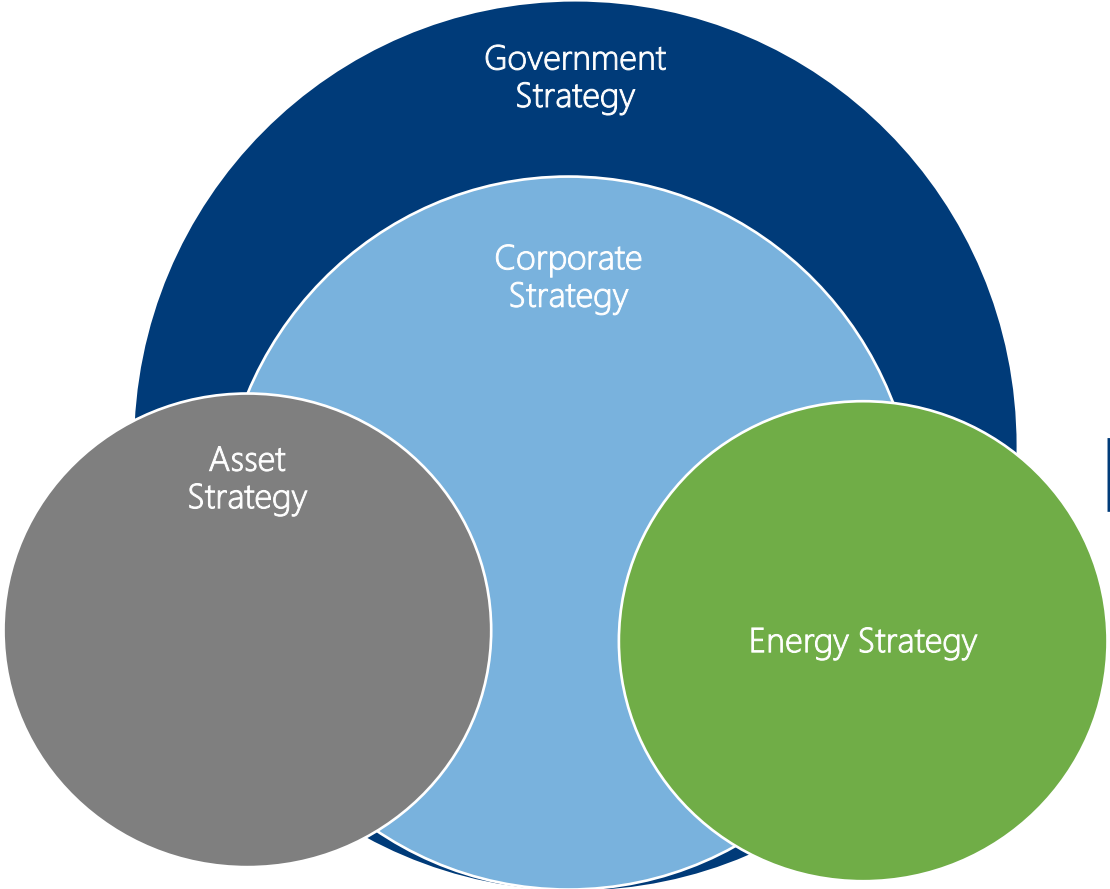 Government
Strategy
Corporate
Strategy
Asset
Strategy
Energy Strategy